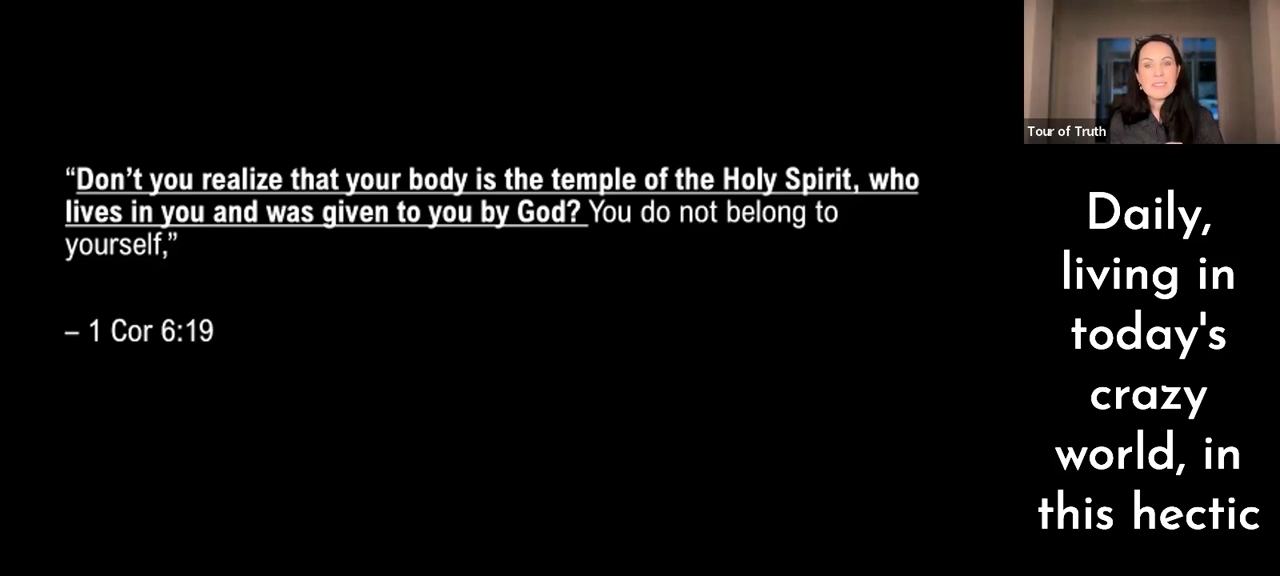 “Don’t you realize that your body is the temple of the Holy Spirit, who
lives in you and was given to you by God? You do not belong to
yourself,”
– 1 Cor 6:19
Tour of Truth
Daily,
living in
today's
crazy
world, in
this hectic